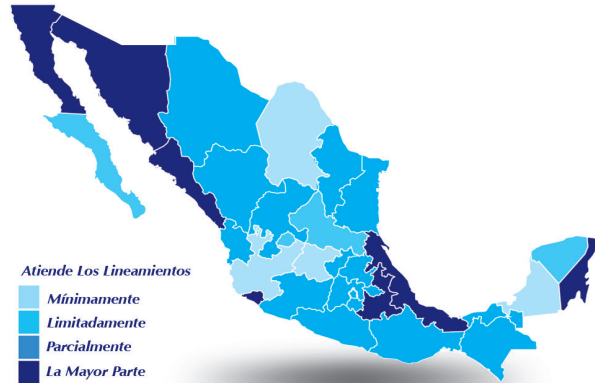 Atiende Los Lineamientos
Mínimamente
Limitadamente
Parcialmente
La Mayor Parte